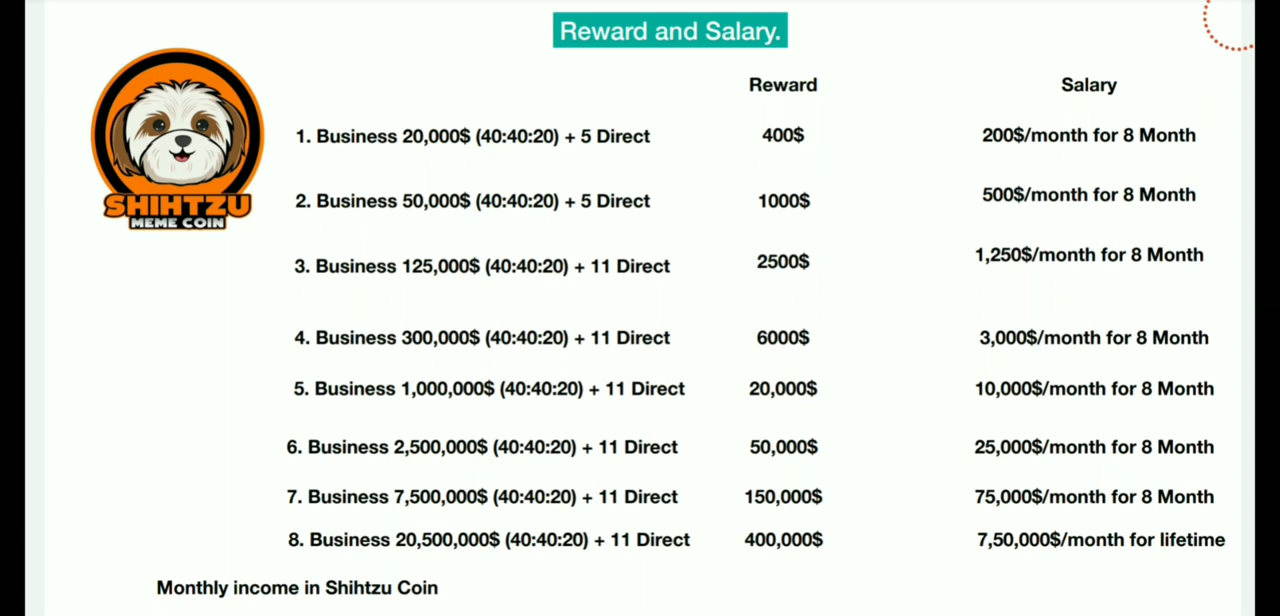 Reward and Salary.
Reward Salary
SHIHTZU
MEME COIN
1. Business 20,000$ (40:40:20) + 5 Direct 400$ 200$/month for 8 Month
2. Business 50,000$ (40:40:20) + 5 Direct 1000$ 500$/month for 8 Month
3. Business 125,000$ (40:40:20) + 11 Direct 2500$ 1,250$/month for 8 Month
4. Business 300,000$ (40:40:20) + 11 Direct 6000$ 3,000$/month for 8 Month
5. Business 1,000,000$ (40:40:20) + 11 Direct 20,000$ 10,000$/month for 8 Month
6. Business 2,500,000$ (40:40:20) + 11 Direct 50,000$ 25,000$/month for 8 Month
7. Business 7,500,000$ (40:40:20) + 11 Direct 150,000$ 75,000$/month for 8 Month
8. Business 20,500,000$ (40:40:20) + 11 Direct 400,000$ 7,50,000$/month for lifetime
Monthly income in Shihtzu Coin